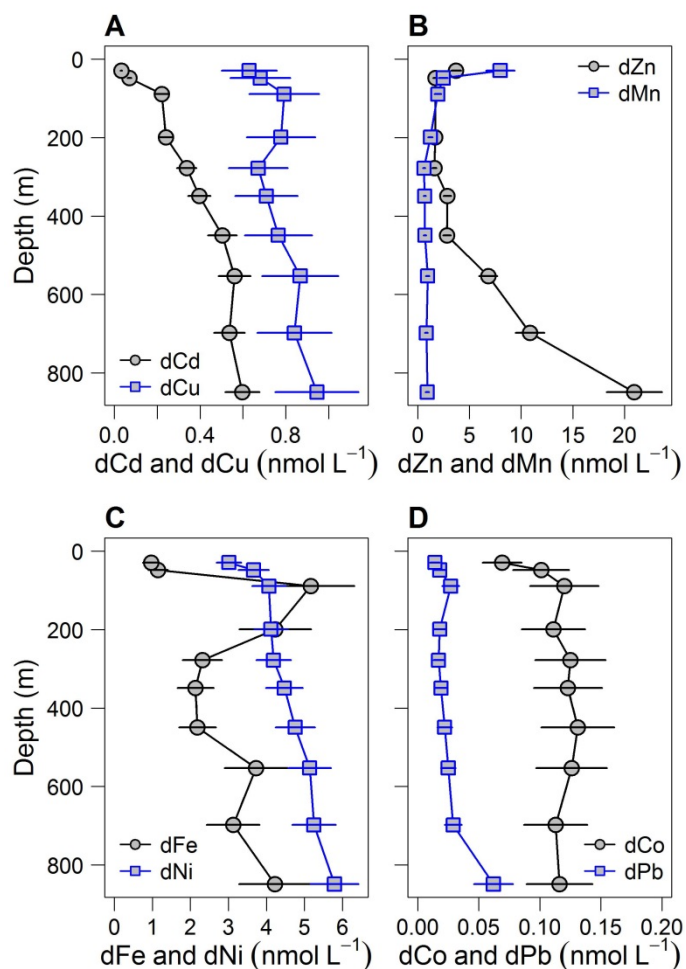 A
B
0
200
400
600
800
Depth (m)
dCd
dCu
dZn
dMn
0.0 0.4 0.8
0 5 10 15 20
dCd and dCu (nmol L⁻¹)
dZn and dMn (nmol L⁻¹)
C
D
0
200
400
600
800
Depth (m)
dFe
dNi
dCo
dPb
0 1 2 3 4 5 6
0.00 0.05 0.10 0.15 0.20
dFe and dNi (nmol L⁻¹)
dCo and dPb (nmol L⁻¹)